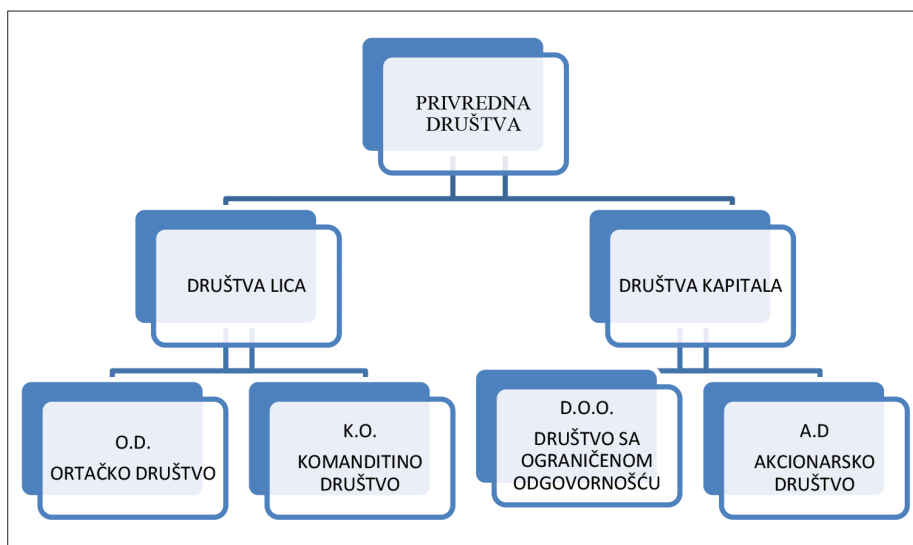 PRIVREDNA
DRUŠTVA
DRUŠTVA LICA
DRUŠTVA KAPITALA
O.D.
ORTAČKO DRUŠTVO
K.O.
KOMANDITINO
DRUŠTVO
D.O.O.
DRUŠTVO SA
OGRANIČENOM
ODGOVORNOŠĆU
A.D
AKCIONARSKO
DRUŠTVO